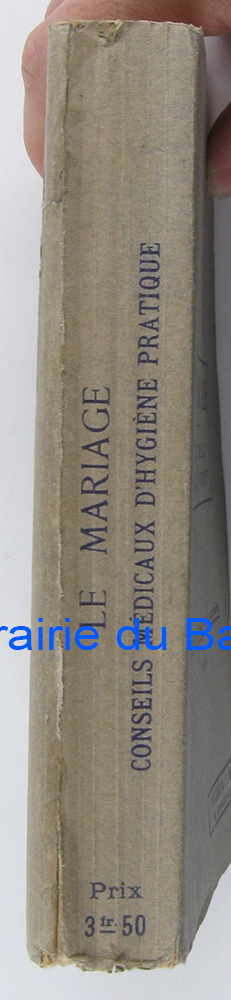 LE MARIAGE
CONSEILS MÉDICAUX D'HYGIÈNE PRATIQUE
Prix
3 fr. 50
rairie du Ba